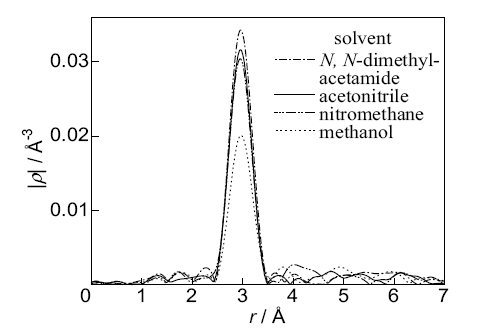 solvent
N, N-dimethyl-
acetamide
acetonitrile
nitromethane
methanol
0.03
0.02
0.01
|ρ| / Å-3
0 1 2 3 4 5 6 7
r / Å